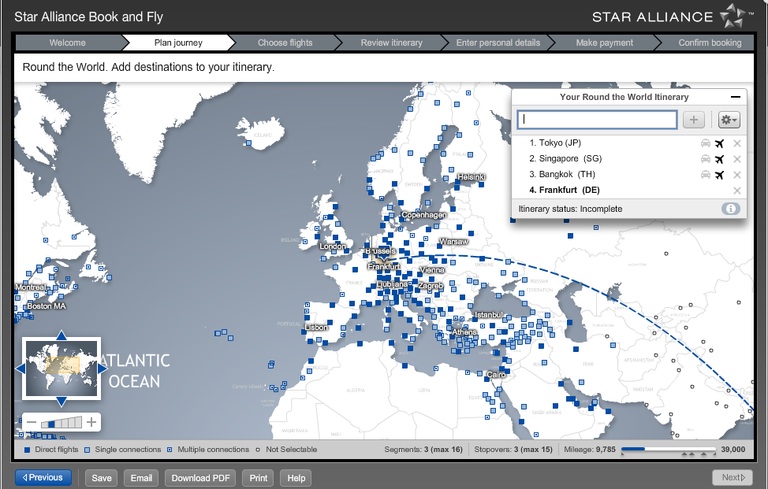 Star Alliance Book and Fly
STAR ALLIANCE
Welcome
Plan journey
Choose flights
Review itinerary
Enter personal details
Make payment
Confirm booking
Round the World. Add destinations to your itinerary.
Your Round the World Itinerary
1. Tokyo (JP)
2. Singapore (SG)
3. Bangkok (TH)
4. Frankfurt (DE)
Itinerary status: Incomplete
Helsinki
Copenhagen
London
Warsaw
Brussels
Frankfurt
Vienna
Ljubljana
Zagreb
Montreal
Boston MA
Lisbon
Istanbul
Athens
Cairo
ATLANTIC
OCEAN
Direct flights
Single connections
Multiple connections
Not Selectable
Segments: 3 (max 16)
Stopovers: 3 (max 15)
Mileage: 9,785
39,000
Previous
Save
Email
Download PDF
Print
Help
Next